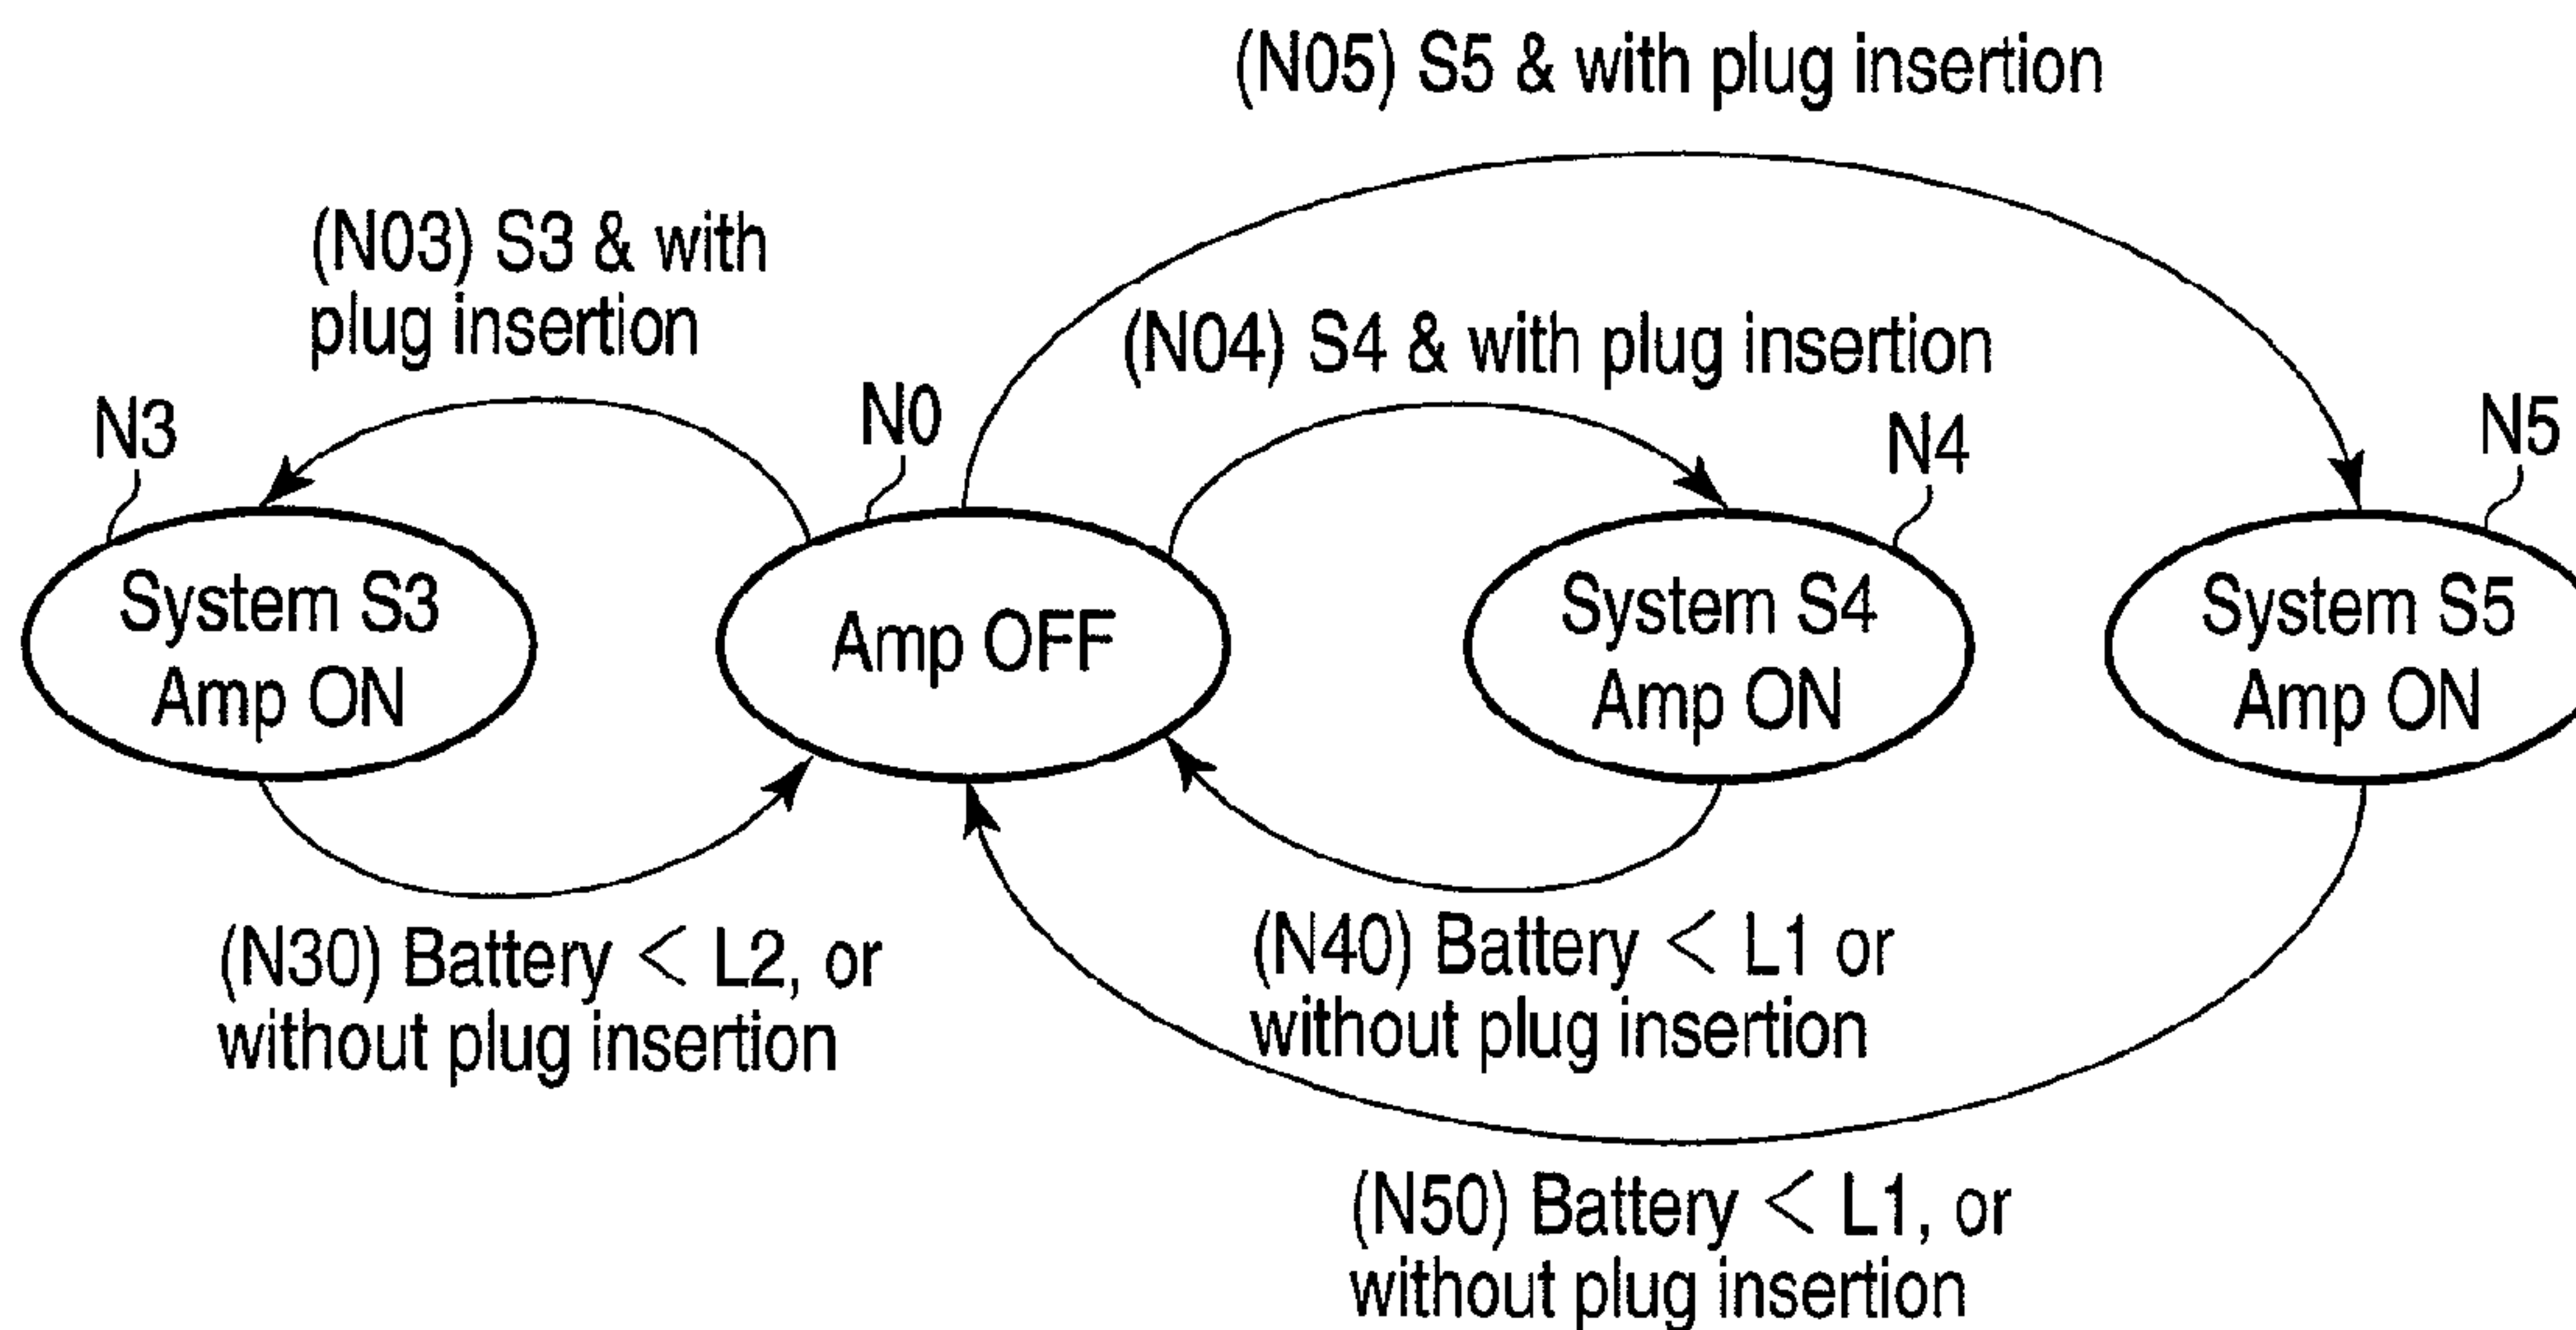 (N05) S5 & with plug insertion
(N03) S3 & with
plug insertion
(N04) S4 & with plug insertion
N3
N0
N4
N5
System S3
Amp ON
Amp OFF
System S4
Amp ON
System S5
Amp ON
(N30) Battery < L2, or
without plug insertion
(N40) Battery < L1 or
without plug insertion
(N50) Battery < L1, or
without plug insertion